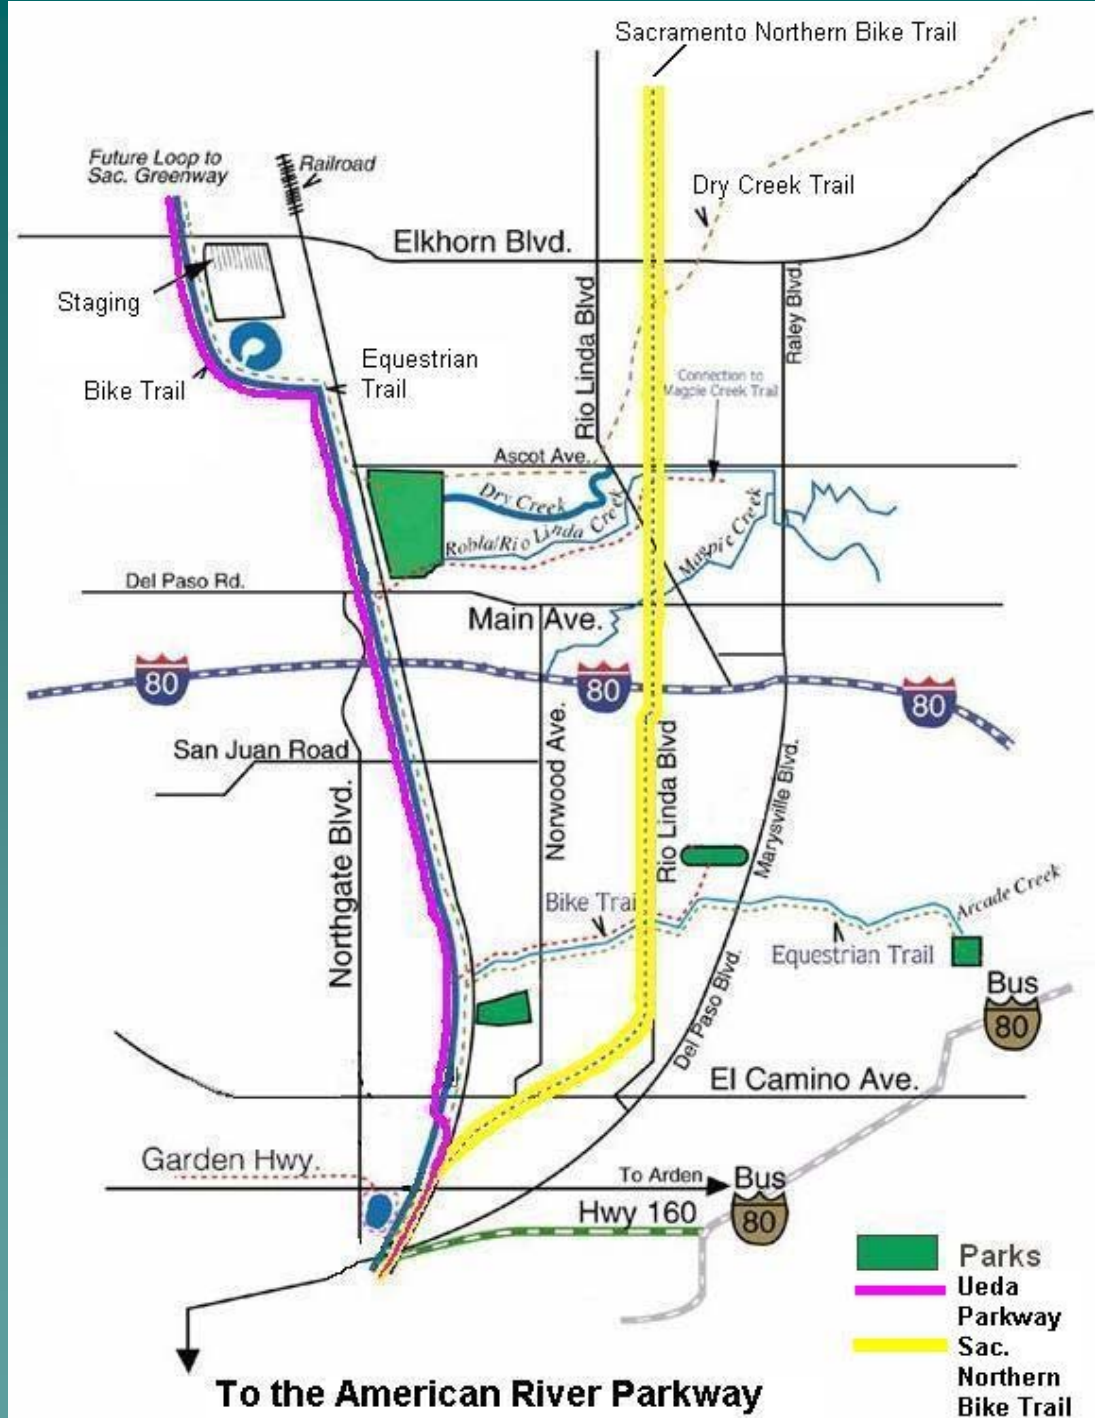 Sacramento Northern Bike Trail
Future Loop to
Sac. Greenway
Railroad
Dry Creek Trail
Elkhorn Blvd.
Staging
Rio Linda Blvd
Raley Blvd.
Bike Trail
Equestrian
Trail
Connection to
Magpie Creek Trail
Ascot Ave.
Dry Creek
Robla/Rio Linda Creek
Magpie Creek
Del Paso Rd.
Main Ave.
80
80
80
San Juan Road
Northgate Blvd.
Norwood Ave.
Rio Linda Blvd
Marysville Blvd.
Bike Trail
Arcade Creek
Equestrian Trail
Del Paso Blvd.
Bus
80
El Camino Ave.
Garden Hwy.
To Arden
Bus
80
Hwy 160
Parks
Ueda
Parkway
Sac.
Northern
Bike Trail
To the American River Parkway